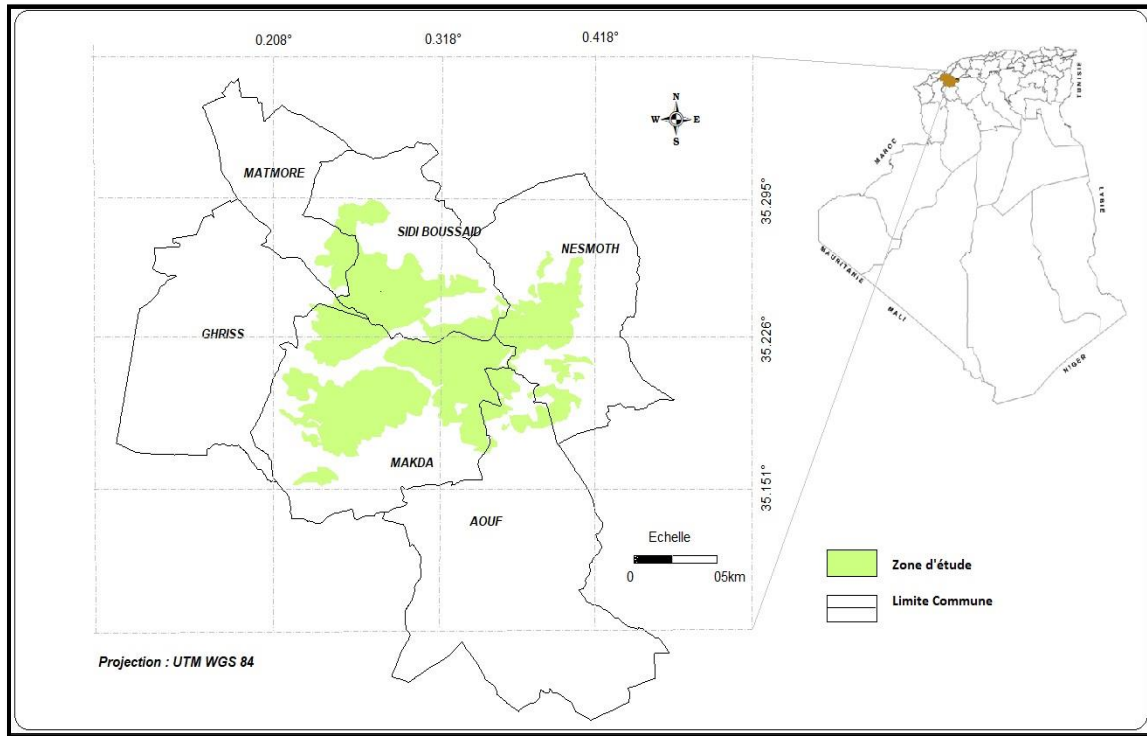 0.208°
0.318°
0.418°
N
W E
S
MATMORE
SIDI BOUSSAID
NESMOTH
GHRISS
MAKDA
AOUF
35.295°
35.226°
35.151°
Echelle
0 05km
Projection : UTM WGS 84
TUNISIE
MAROC
LYBIE
MAURITANIE
MALI
NIGER
Zone d'étude
Limite Commune